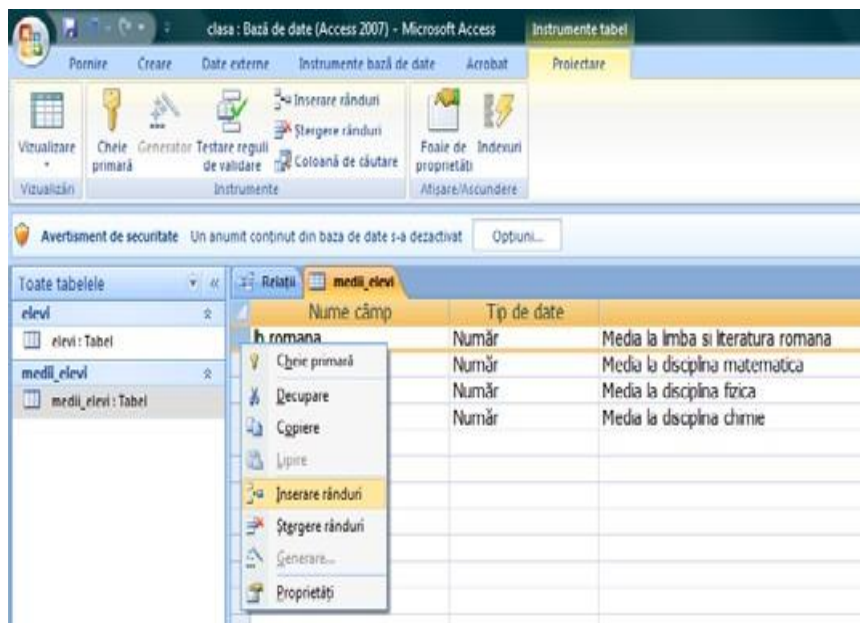 clasa : Bază de date (Access 2007) - Microsoft Access Instrumente tabel
Pornire Creare Date externe Instrumente bază de date Acrobat Proiectare
Vizualizare
Cheie primară
Generator
Testare reguli de validare
Inserare rânduri
Ștergere rânduri
Coloană de căutare
Foaie de proprietăți
Indexuri
Vizualizări Instrumente Afișare/Ascundere
Avertisment de securitate Un anumit conținut din baza de date s-a dezactivat Opțiuni...
Toate tabelele
elevi
elevi : Tabel
medii_elevi
medii_elevi : Tabel
Relații medii_elevi
Nume câmp Tip de date
romana Număr Media la limba si literatura romana
Număr Media la disciplina matematica
Număr Media la disciplina fizica
Număr Media la disciplina chimie
Cheie primară
Decupare
Copiere
Lipire
Inserare rânduri
Ștergere rânduri
Generare...
Proprietăți